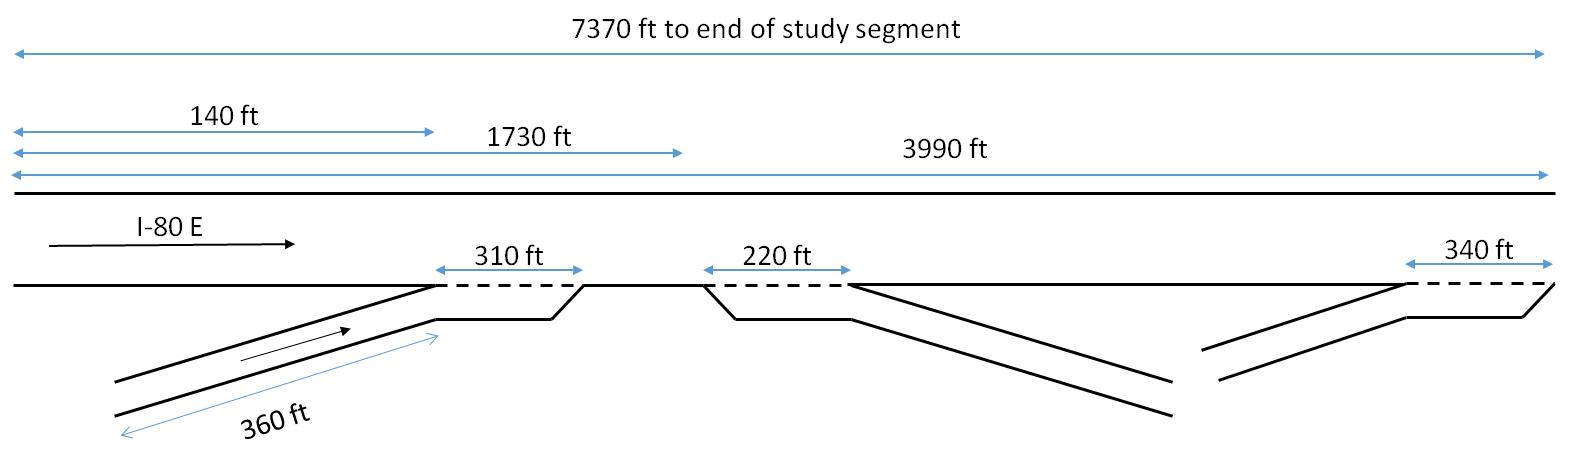 7370 ft to end of study segment
140 ft
1730 ft
3990 ft
I-80 E
310 ft
220 ft
340 ft
360 ft